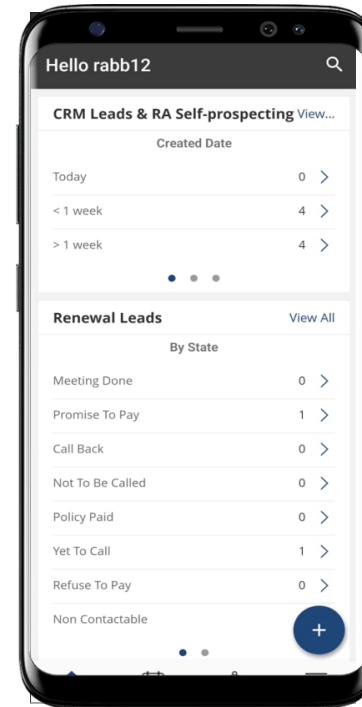 Hello rabb12
CRM Leads & RA Self-prospecting View...
Created Date
Today 0
< 1 week 4
> 1 week 4
Renewal Leads View All
By State
Meeting Done 0
Promise To Pay 1
Call Back 0
Not To Be Called 0
Policy Paid 0
Yet To Call 1
Refuse To Pay 0
Non Contactable